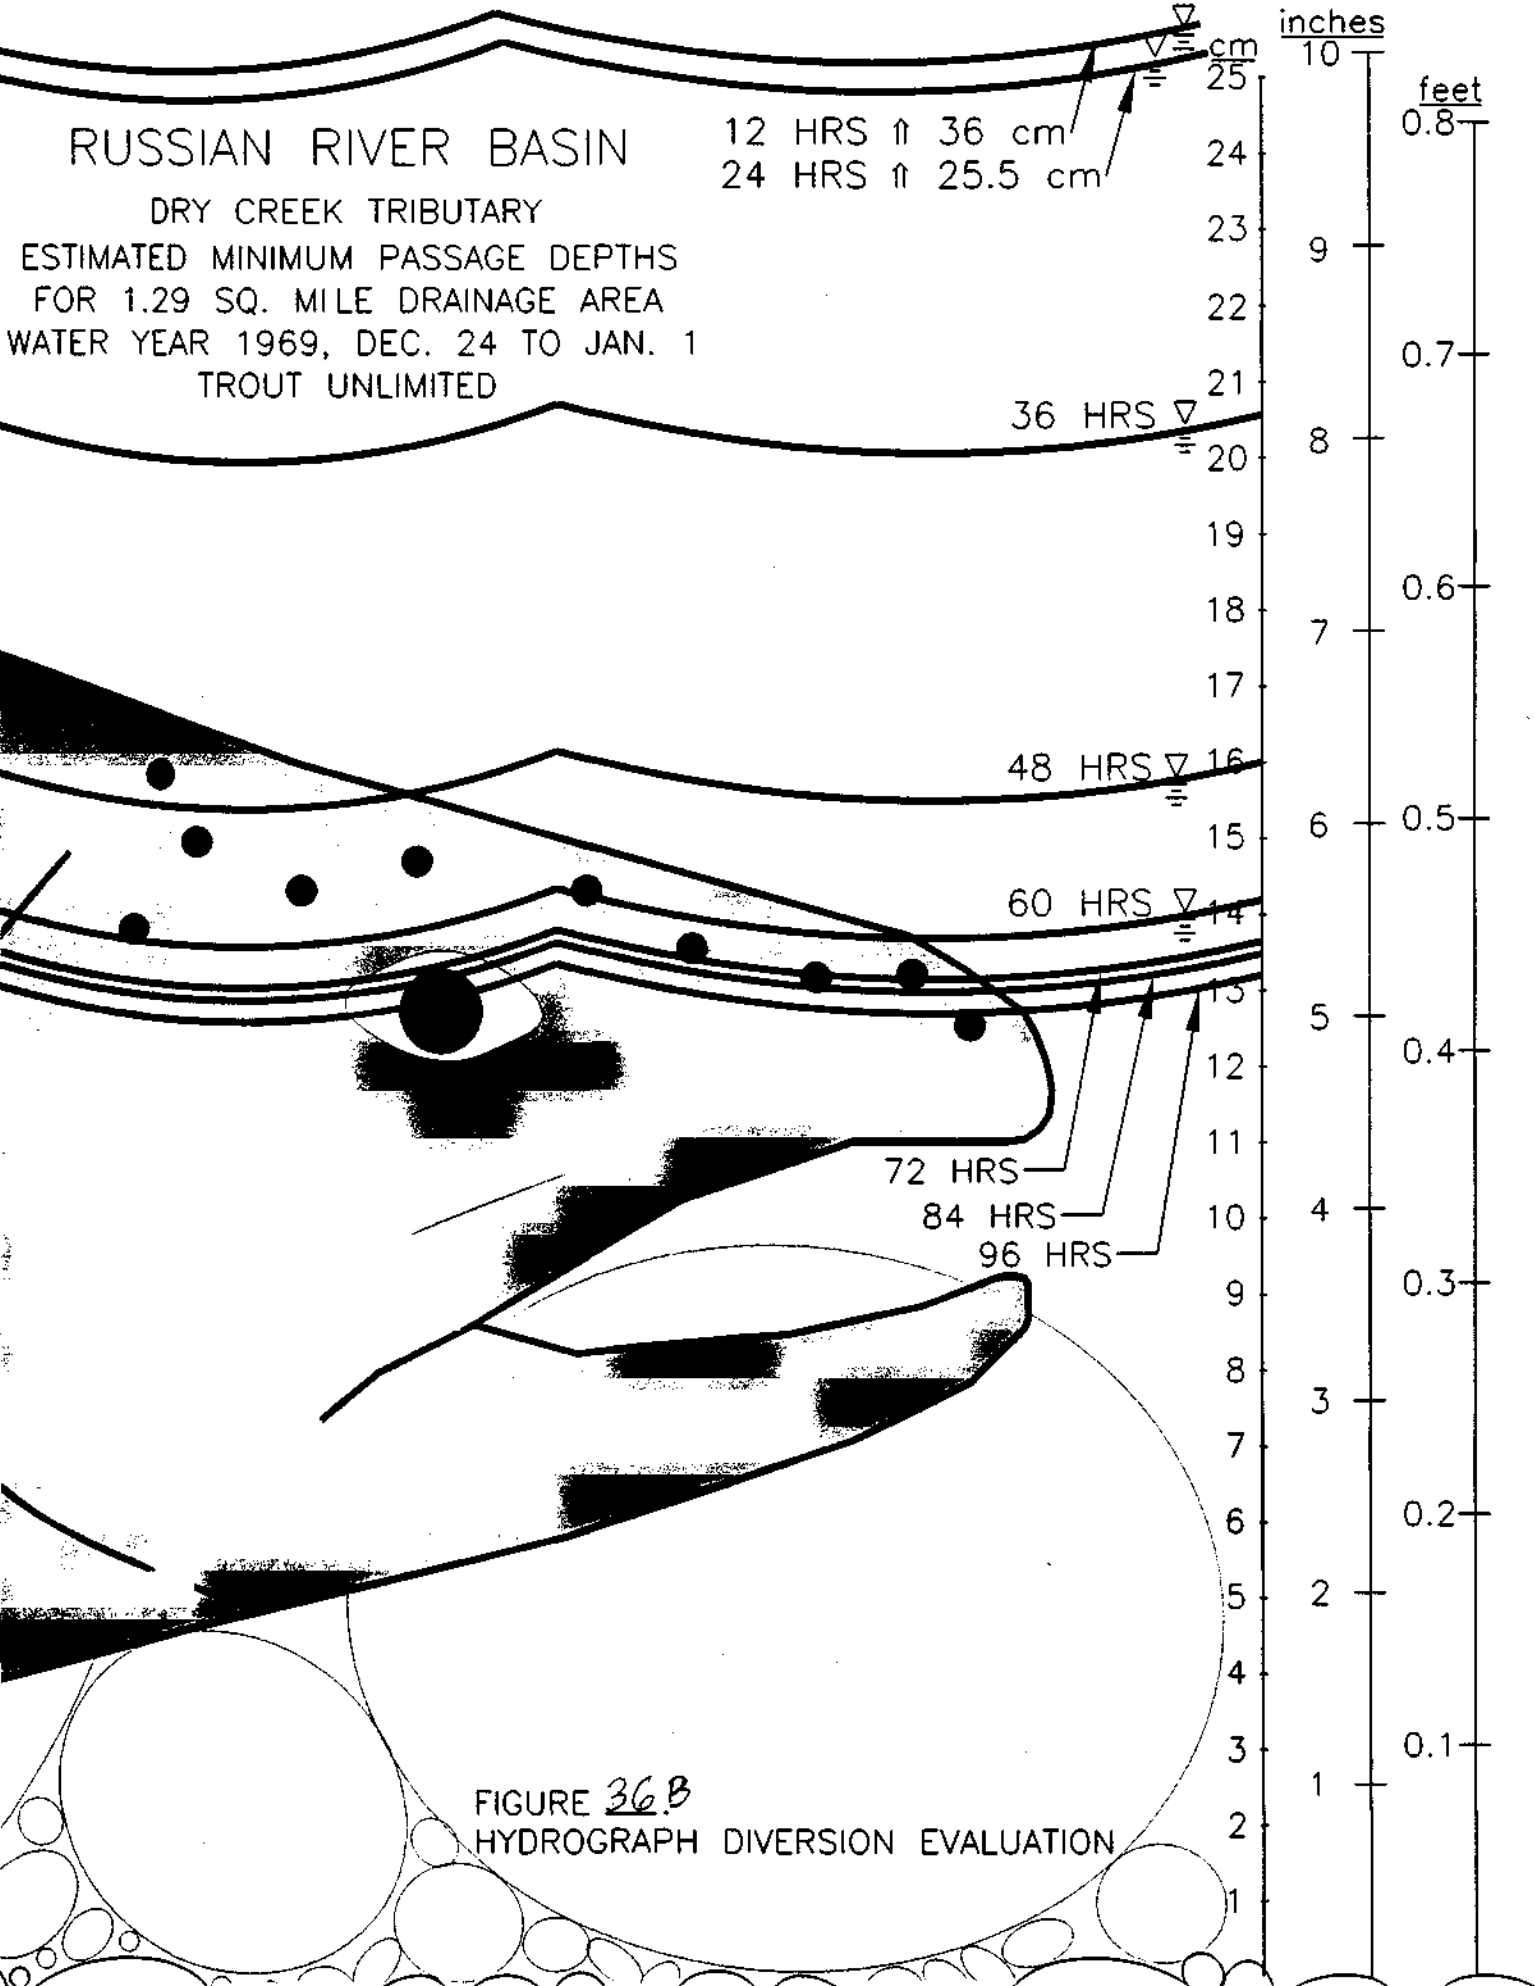 inches
cm
feet
RUSSIAN RIVER BASIN
DRY CREEK TRIBUTARY
ESTIMATED MINIMUM PASSAGE DEPTHS
FOR 1.29 SQ. MILE DRAINAGE AREA
WATER YEAR 1969, DEC. 24 TO JAN. 1
TROUT UNLIMITED
12 HRS ⇑ 36 cm
24 HRS ⇑ 25.5 cm
36 HRS
48 HRS
60 HRS
72 HRS
84 HRS
96 HRS
25
24
23
22
21
20
19
18
17
16
15
14
13
12
11
10
9
8
7
6
5
4
3
2
1
10
9
8
7
6
5
4
3
2
1
0.8
0.7
0.6
0.5
0.4
0.3
0.2
0.1
FIGURE 36.B
HYDROGRAPH DIVERSION EVALUATION